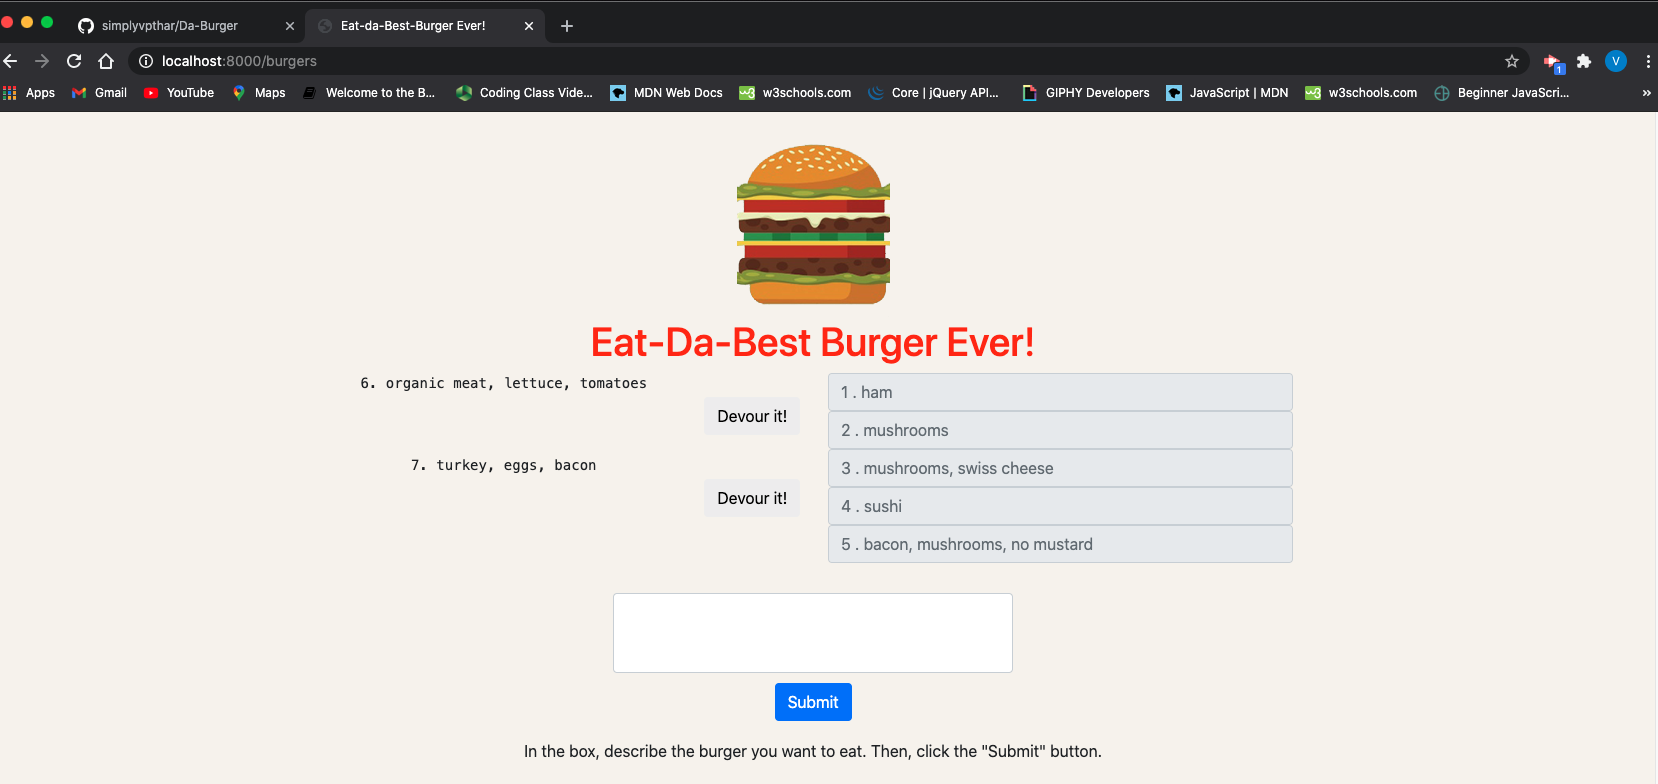 simplyvpthar/Da-Burger
Eat-da-Best-Burger Ever!
localhost:8000/burgers
1
V
Apps
Gmail
YouTube
Maps
Welcome to the B...
Coding Class Vide...
MDN Web Docs
w3schools.com
Core | jQuery API...
GIPHY Developers
JavaScript | MDN
w3schools.com
Beginner JavaScri...
»
Eat-Da-Best Burger Ever!
6. organic meat, lettuce, tomatoes
Devour it!
7. turkey, eggs, bacon
Devour it!
1 . ham
2 . mushrooms
3 . mushrooms, swiss cheese
4 . sushi
5 . bacon, mushrooms, no mustard
Submit
In the box, describe the burger you want to eat. Then, click the "Submit" button.